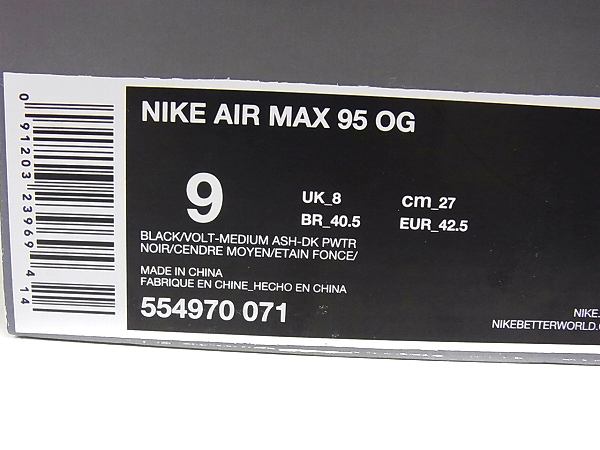 NIKE AIR MAX 95 OG
9
UK_8
cm_27
BR_40.5
EUR_42.5
BLACK/VOLT-MEDIUM ASH-DK PWTR
NOIR/CENDRE MOYEN/ETAIN FONCE/
MADE IN CHINA
FABRIQUE EN CHINE_HECHO EN CHINA
554970 071
NIKE.
NIKEBETTERWORLD.
0 91203 23969 4 14